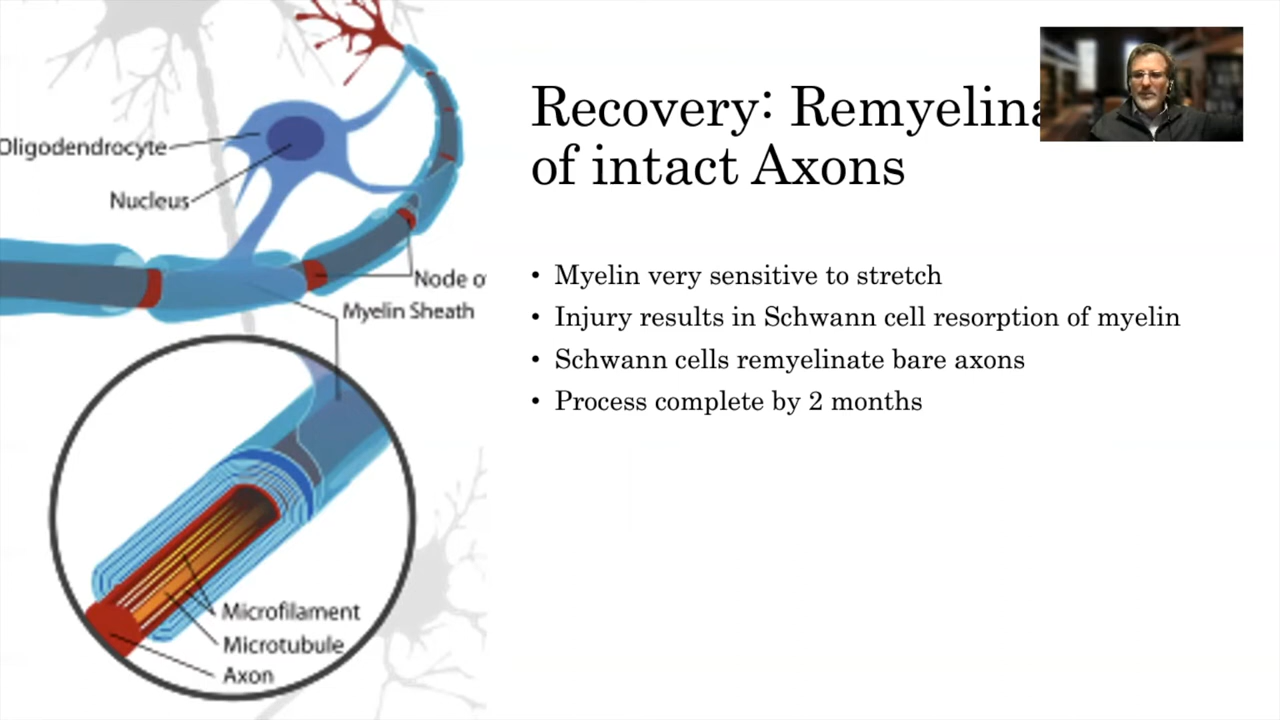 Recovery: Remyelina
of intact Axons
• Myelin very sensitive to stretch
• Injury results in Schwann cell resorption of myelin
• Schwann cells remyelinate bare axons
• Process complete by 2 months
Oligodendrocyte
Nucleus
Node o
Myelin Sheath
Microfilament
Microtubule
Axon